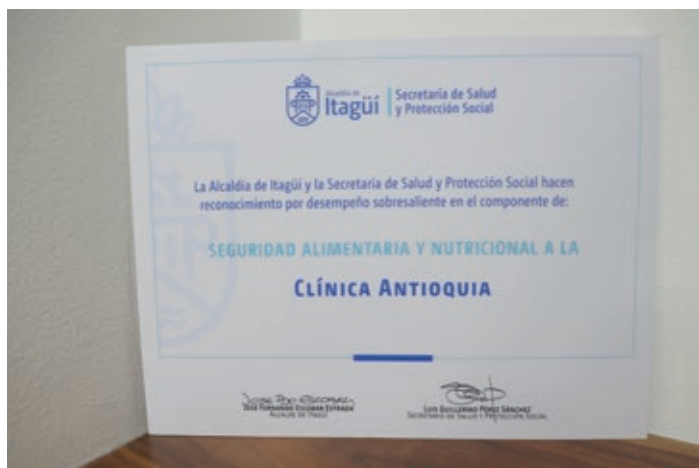 Alcaldía de
Itagüí
Secretaría de Salud
y Protección Social
La Alcaldía de Itagüí y la Secretaría de Salud y Protección Social hacen
reconocimiento por desempeño sobresaliente en el componente de:
SEGURIDAD ALIMENTARIA Y NUTRICIONAL A LA
CLÍNICA ANTIOQUIA
JOSÉ FERNANDO ESCOBAR ESTRADA
ALCALDE DE ITAGÜÍ
LUIS GUILLERMO PÉREZ SÁNCHEZ
SECRETARIO DE SALUD Y PROTECCIÓN SOCIAL